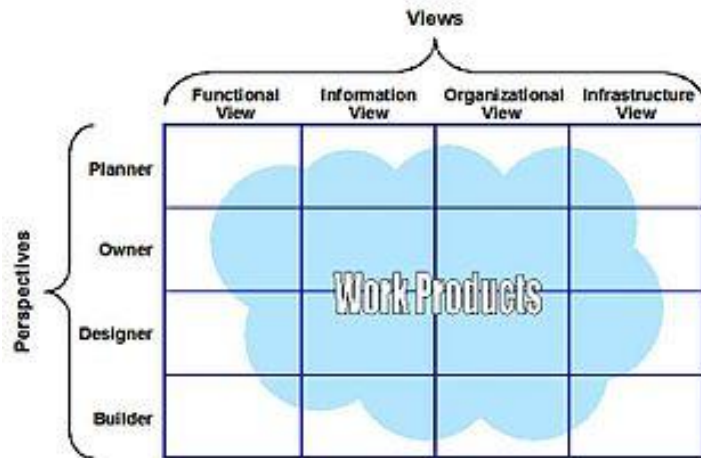 Views
Functional View
Information View
Organizational View
Infrastructure View
Perspectives
Planner
Owner
Designer
Builder
Work Products